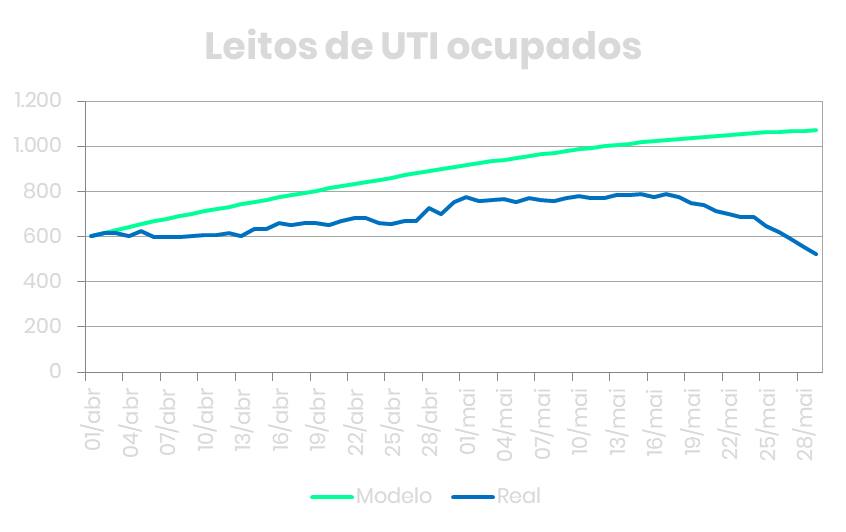 Leitos de UTI ocupados
1.200
1.000
800
600
400
200
0
01/abr
04/abr
07/abr
10/abr
13/abr
16/abr
19/abr
22/abr
25/abr
28/abr
01/mai
04/mai
07/mai
10/mai
13/mai
16/mai
19/mai
22/mai
25/mai
28/mai
Modelo Real